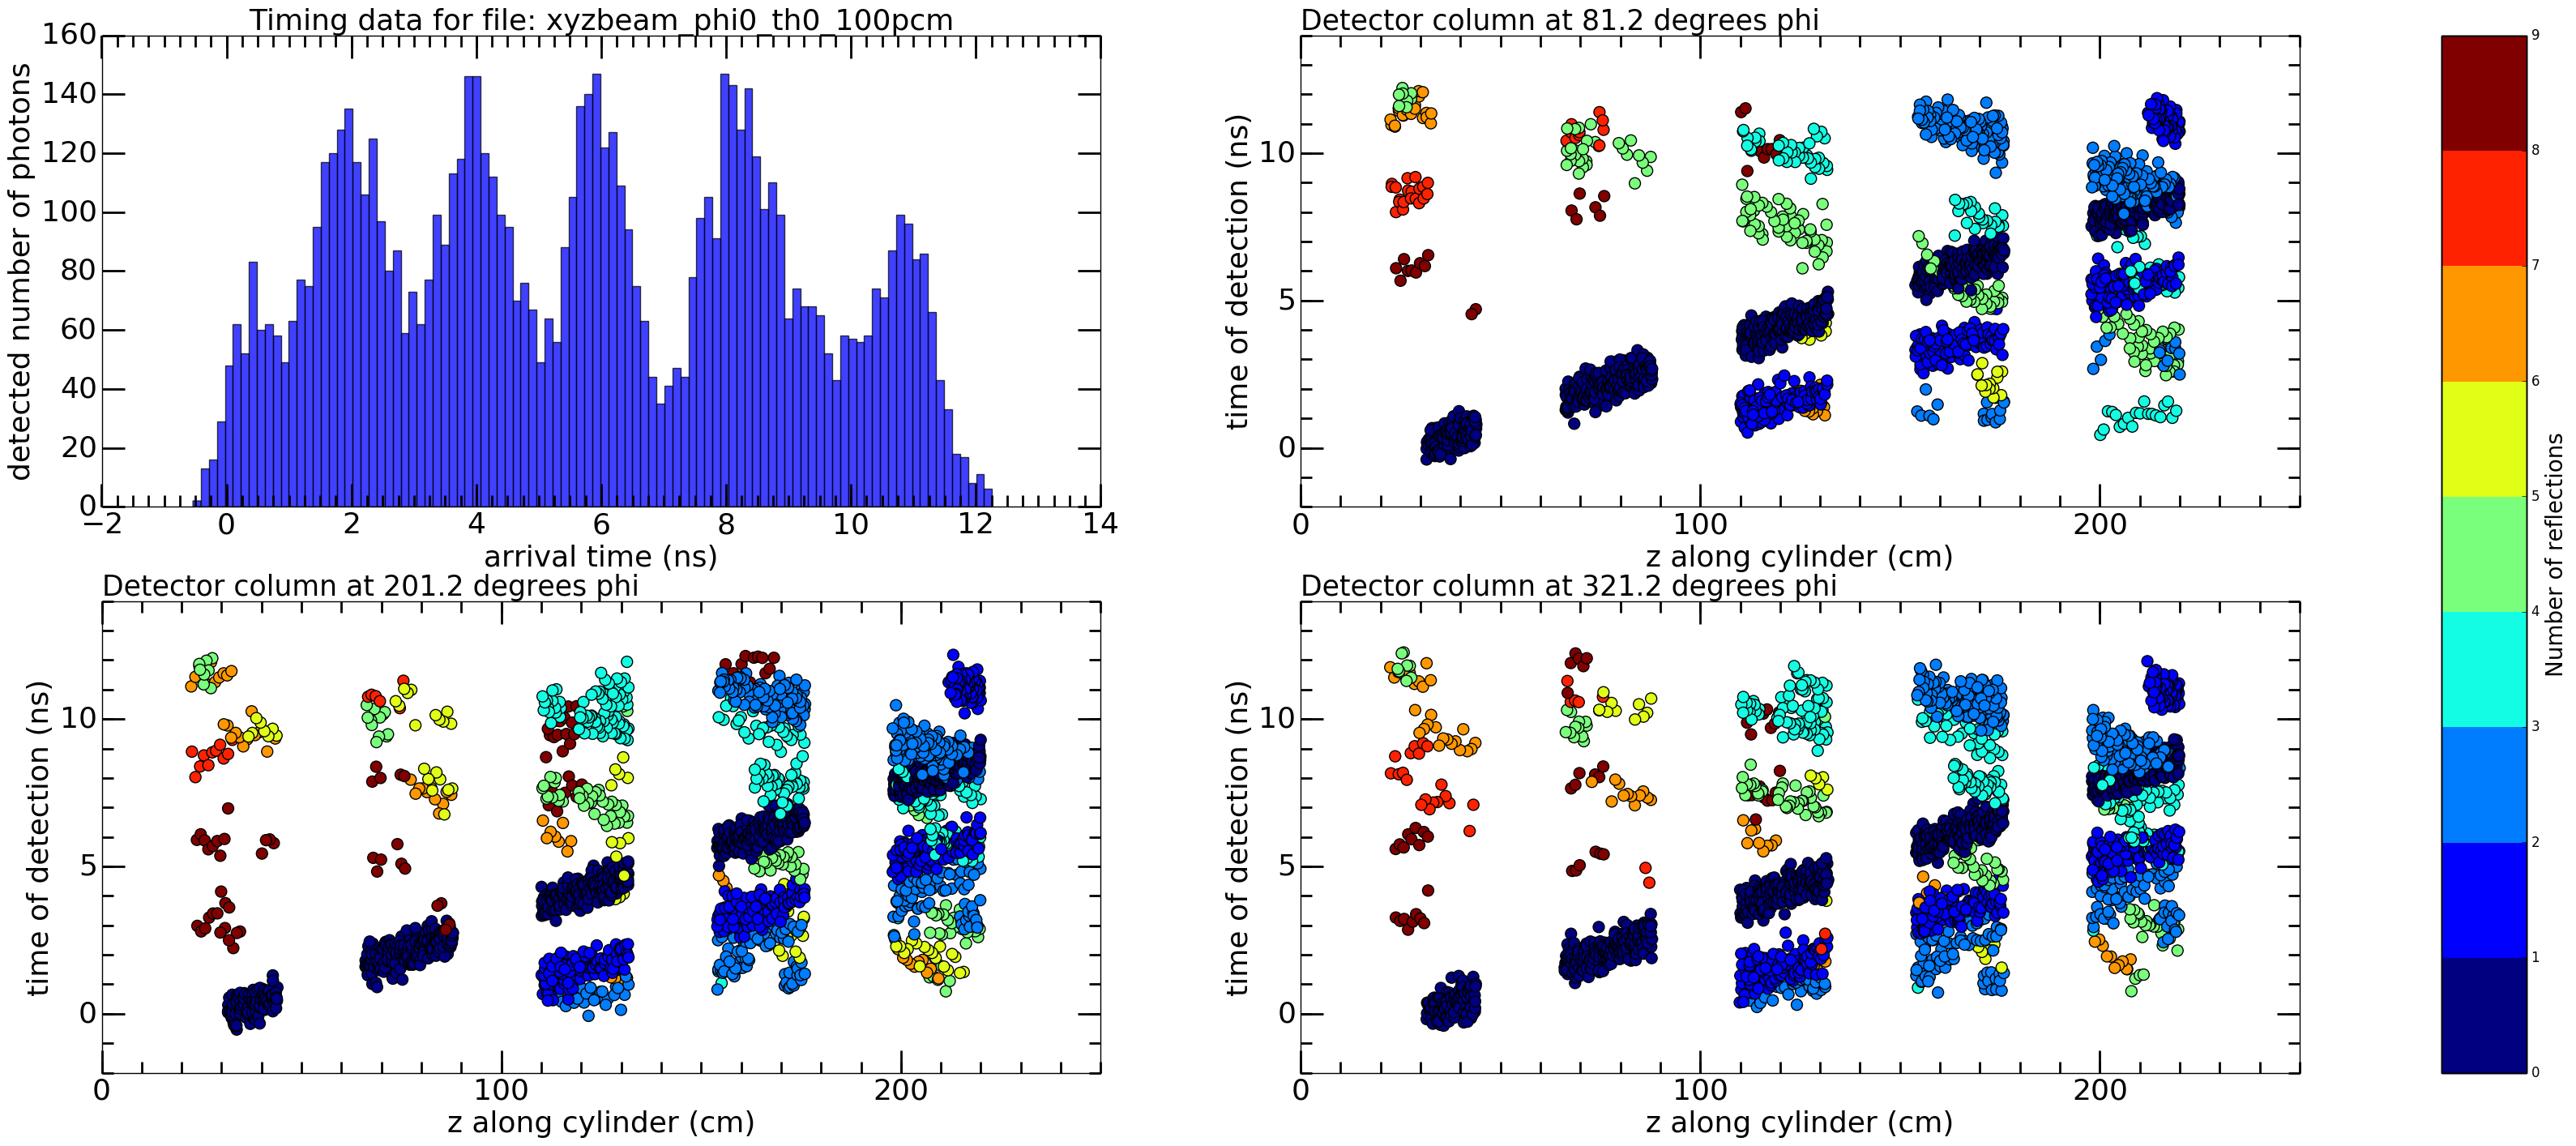 Timing data for file: xyzbeam_phi0_th0_100pcm
160
140
120
100
80
60
40
20
0
detected number of photons
−2 0 2 4 6 8 10 12 14
arrival time (ns)
Detector column at 81.2 degrees phi
10
5
0
time of detection (ns)
0 100 200
z along cylinder (cm)
Detector column at 201.2 degrees phi
10
5
0
time of detection (ns)
0 100 200
z along cylinder (cm)
Detector column at 321.2 degrees phi
10
5
0
time of detection (ns)
0 100 200
z along cylinder (cm)
9
8
7
6
5
4
3
2
1
0
Number of reflections